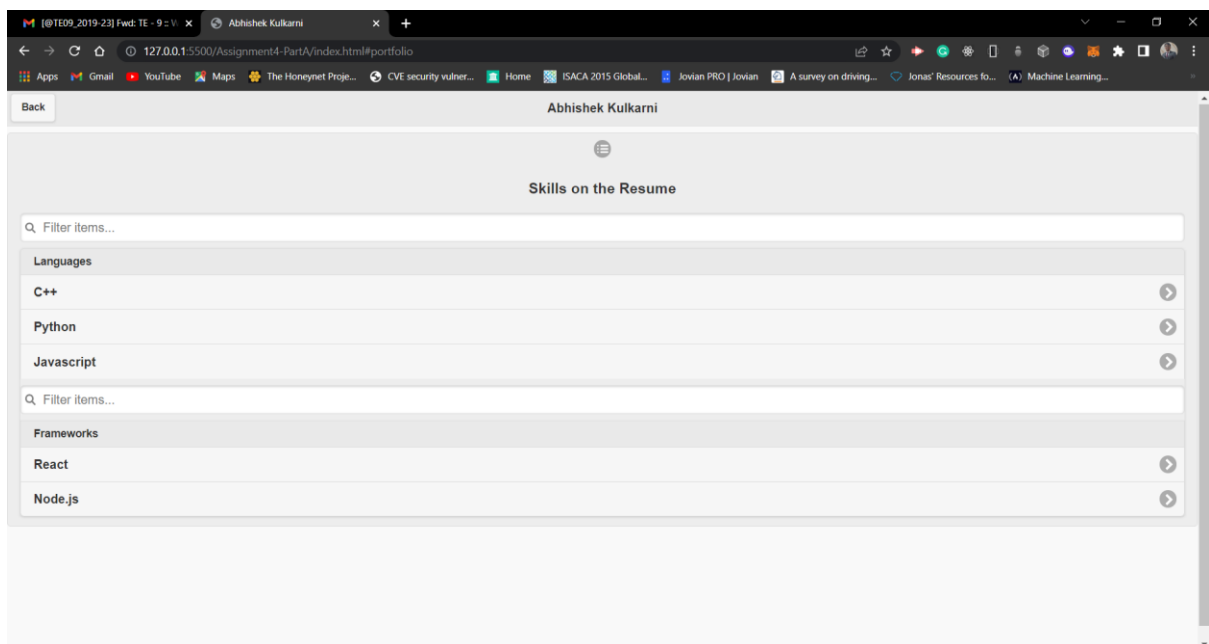 [@TE09_2019-23] Fwd: TE - 9 :: V
Abhishek Kulkarni
127.0.0.1:5500/Assignment4-PartA/index.html#portfolio
Apps Gmail YouTube Maps The Honeynet Proje... CVE security vulner... Home ISACA 2015 Global... Jovian PRO | Jovian A survey on driving... Jonas' Resources fo... Machine Learning...
Back
Abhishek Kulkarni
Skills on the Resume
Filter items...
Languages
C++
Python
Javascript
Filter items...
Frameworks
React
Node.js